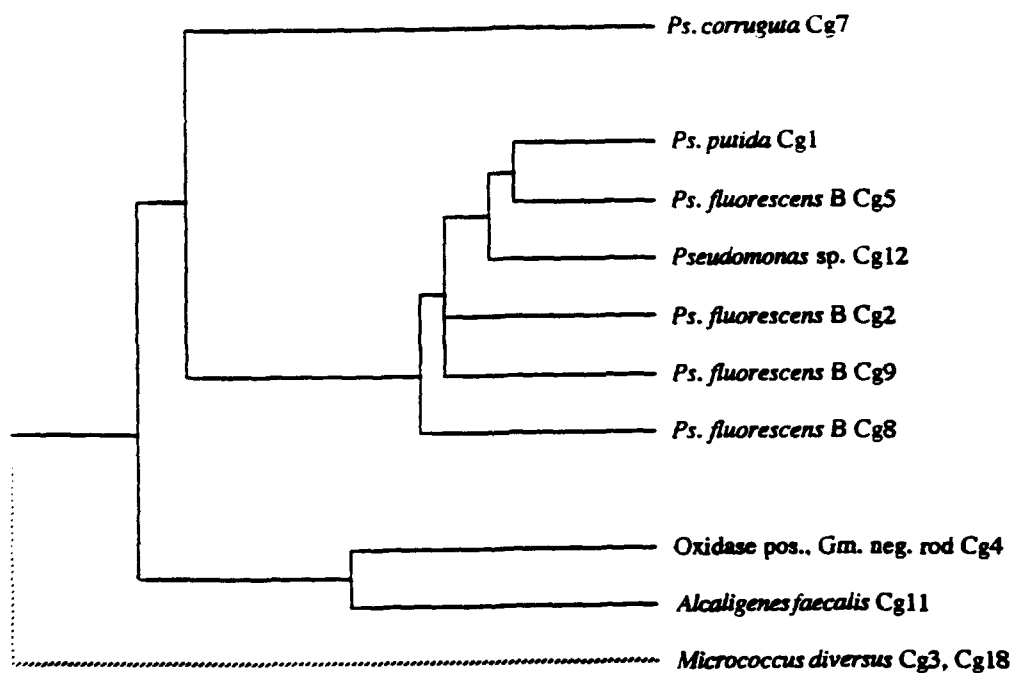 Ps. corruguta Cg7
Ps. putida Cg1
Ps. fluorescens B Cg5
Pseudomonas sp. Cg12
Ps. fluorescens B Cg2
Ps. fluorescens B Cg9
Ps. fluorescens B Cg8
Oxidase pos., Gm. neg. rod Cg4
Alcaligenes faecalis Cg11
Micrococcus diversus Cg3, Cg18